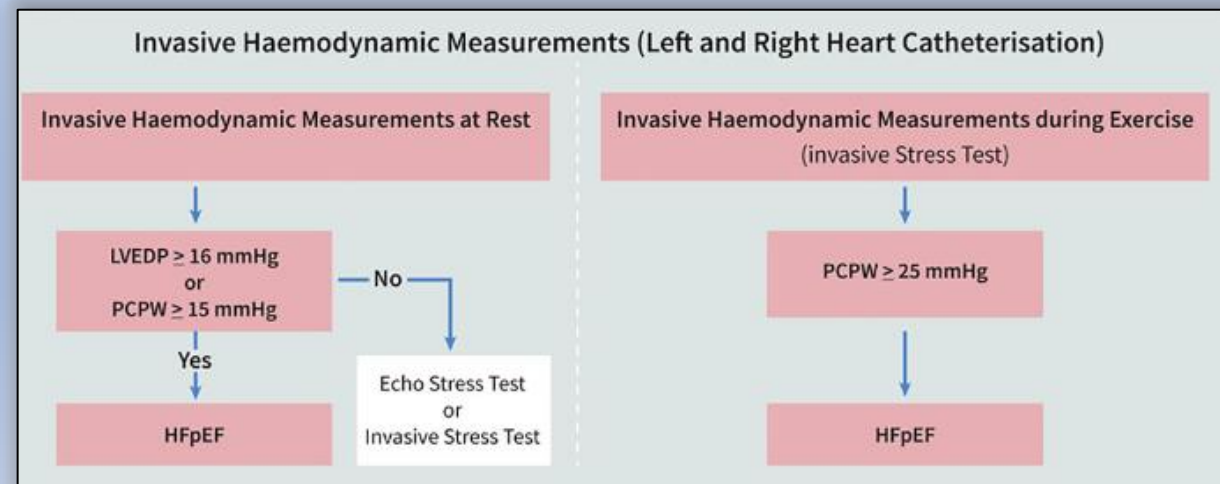 Invasive Haemodynamic Measurements (Left and Right Heart Catheterisation)
Invasive Haemodynamic Measurements at Rest
LVEDP ≥ 16 mmHg
or
PCPW ≥ 15 mmHg
No
Yes
Echo Stress Test
or
Invasive Stress Test
HFpEF
Invasive Haemodynamic Measurements during Exercise
(invasive Stress Test)
PCPW ≥ 25 mmHg
HFpEF